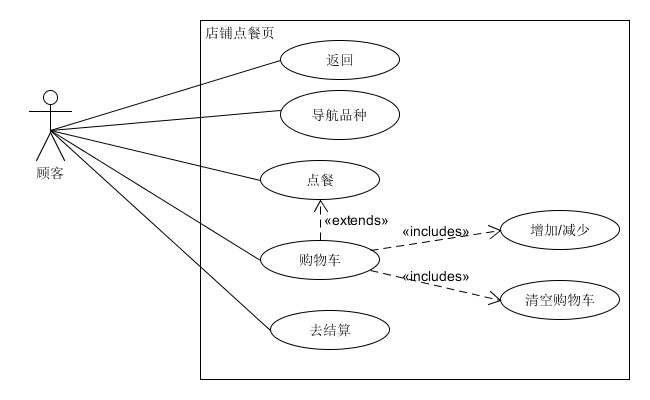 店铺点餐页
返回
导航品种
顾客
点餐
«extends»
«includes»
增加/减少
购物车
«includes»
清空购物车
去结算